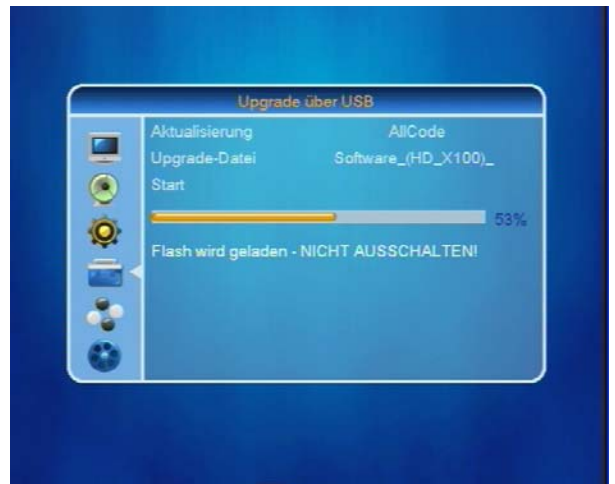 Upgrade über USB
Aktualisierung AllCode
Upgrade-Datei Software_(HD_X100)_
Start
53%
Flash wird geladen - NICHT AUSSCHALTEN!